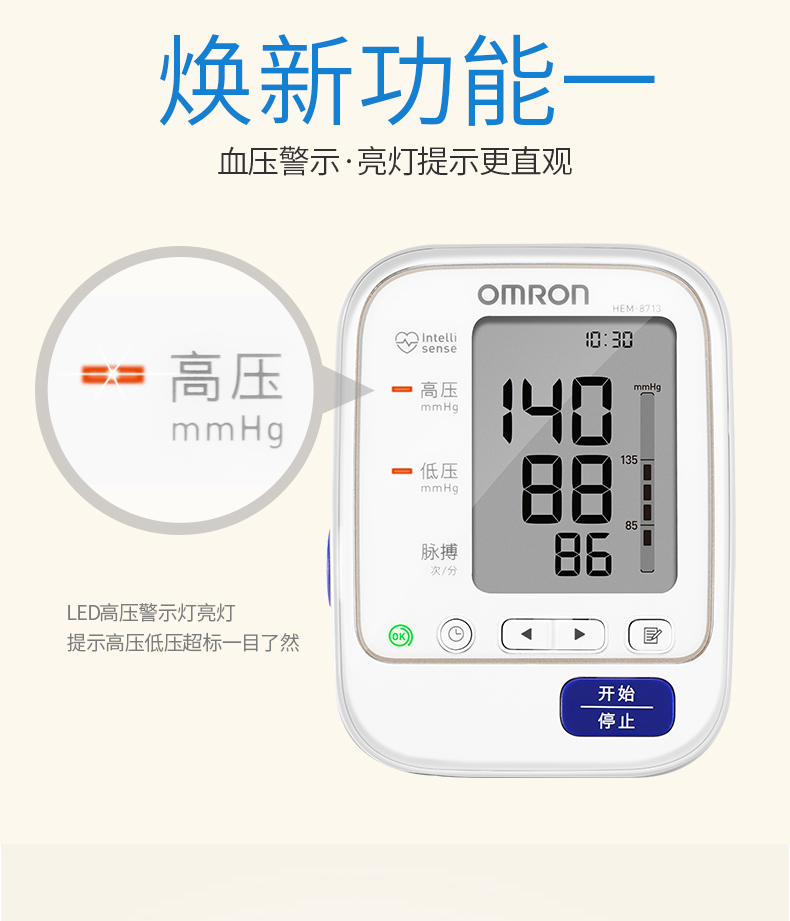 焕新功能一
血压警示·亮灯提示更直观
OMRON
HEM-8713
Intelli
sense
10:30
高压
mmHg
高压
mmHg
140
mmHg
低压
mmHg
88
135
85
脉搏
次/分
86
LED高压警示灯亮灯
提示高压低压超标一目了然
OK
开始
停止